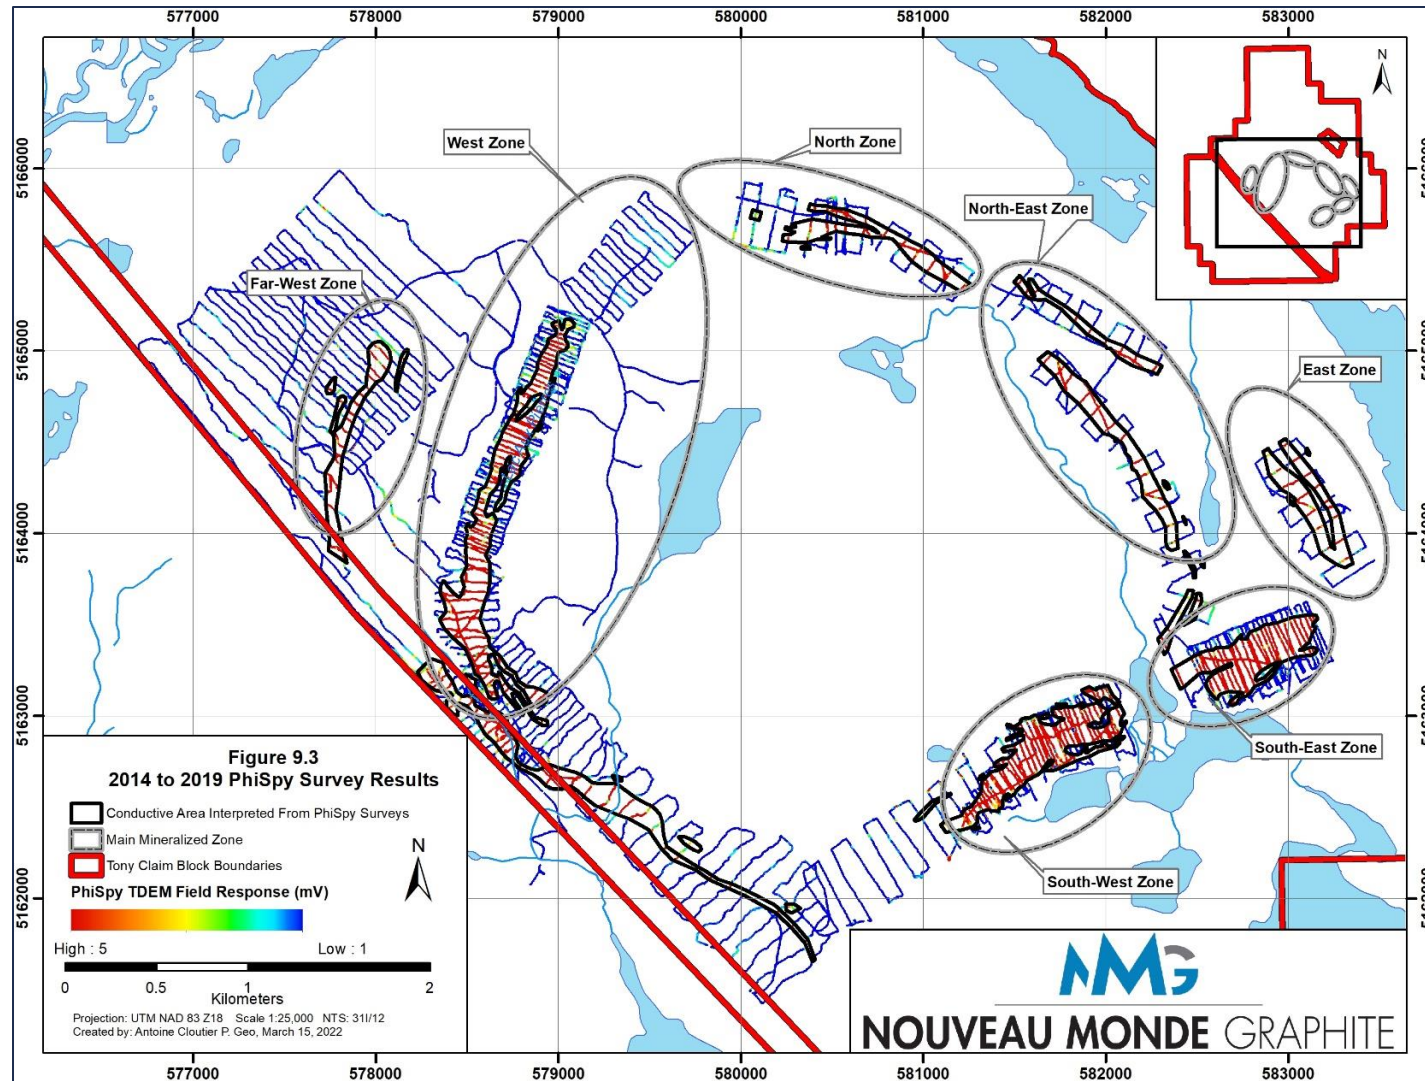 577000 578000 579000 580000 581000 582000 583000
5166000 5166000
5165000 5165000
5164000 5164000
5163000 5163000
5162000 5162000
West Zone
North Zone
N
North-East Zone
Far-West Zone
East Zone
South-East Zone
South-West Zone
Figure 9.3
2014 to 2019 PhiSpy Survey Results
Conductive Area Interpreted From PhiSpy Surveys
Main Mineralized Zone
Tony Claim Block Boundaries
N
PhiSpy TDEM Field Response (mV)
High : 5 Low : 1
0 0.5 1 2
Kilometers
Projection: UTM NAD 83 Z18 Scale 1:25,000 NTS: 31I/12
Created by: Antoine Cloutier P. Geo, March 15, 2022
NMG
NOUVEAU MONDE GRAPHITE
577000 578000 579000 580000 581000 582000 583000